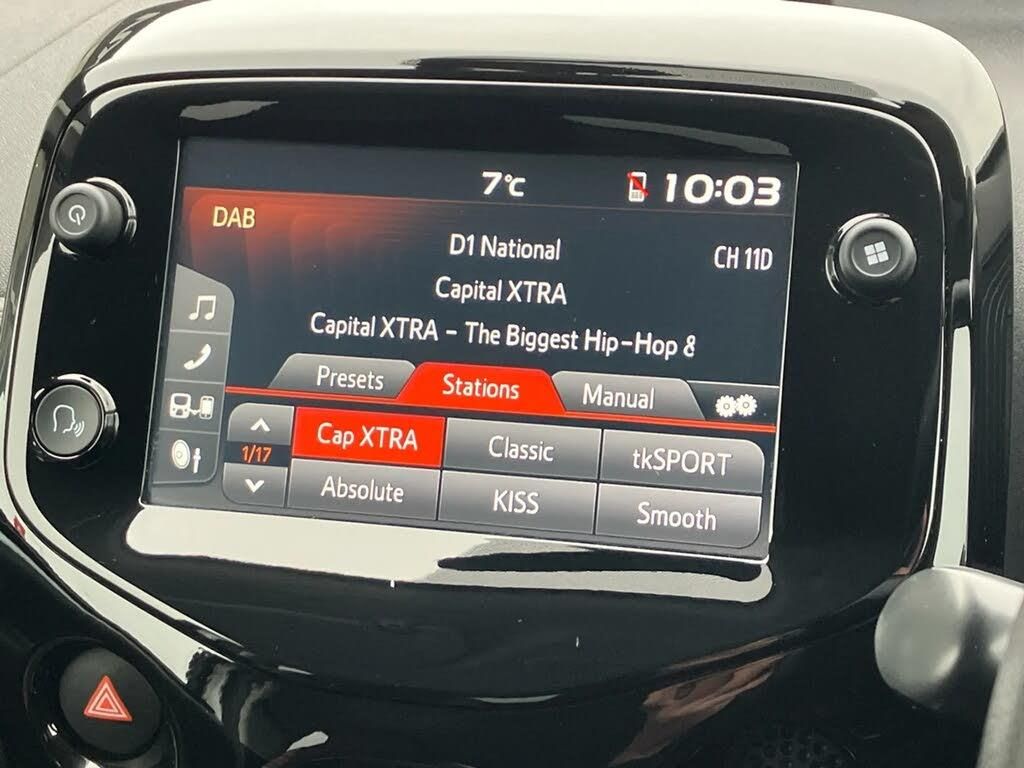 7°C 10:03
DAB
D1 National CH 11D
Capital XTRA
Capital XTRA - The Biggest Hip-Hop &
Presets Stations Manual
1/17
Cap XTRA Classic tkSPORT
Absolute KISS Smooth